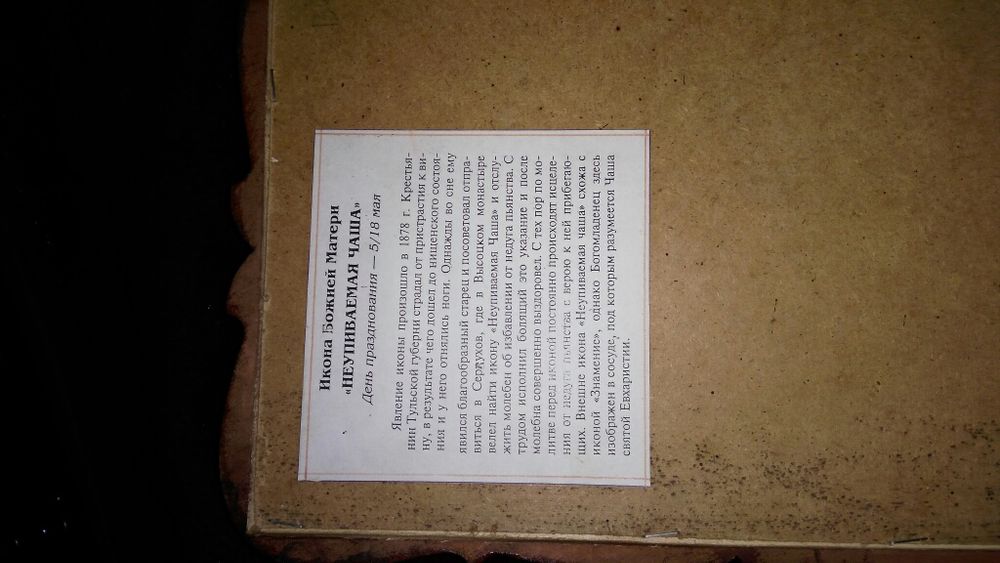 Икона Божией Матери
«НЕУПИВАЕМАЯ ЧАША»
День празднования — 5/18 мая
Явление иконы произошло в 1878 г. Крестья-
нин Тульской губерни страдал от пристрастия к ви-
ну, в результате чего дошел до нищенского состоя-
ния и у него отнялись ноги. Однажды во сне ему
явился благообразный старец и посоветовал отпра-
виться в Серпухов, где в Высоцком монастыре
велел найти икону «Неупиваемая Чаша» и отслу-
жить молебен об избавлении от недуга пьянства. С
трудом исполнил болящий это указание и после
молебна совершенно выздоровел. С тех пор по мо-
литве перед иконой постоянно происходят исцеле-
ния от недуга пьянства с верою к ней прибегаю-
щих. Внешне икона «Неупиваемая чаша» схожа с
иконой «Знамение», однако Богомладенец здесь
изображен в сосуде, под которым разумеется Чаша
святой Евхаристии.